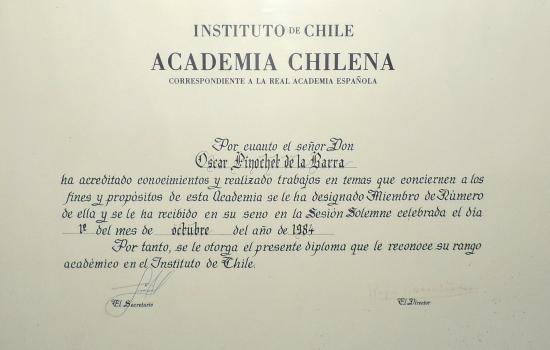 INSTITUTO DE CHILE
ACADEMIA CHILENA
CORRESPONDIENTE A LA REAL ACADEMIA ESPAÑOLA
Por cuanto el señor Don
Oscar Pinochet de la Barra
ha acreditado conocimientos y realizado trabajos en temas que conciernen a los
fines y propósitos de esta Academia se le ha designado Miembro de Número
de ella y se le ha recibido en su seno en la Sesión Solemne celebrada el día
1º del mes de octubre del año de 1984
Por tanto, se le otorga el presente diploma que le reconoce su rango
académico en el Instituto de Chile.
El Secretario
El Director